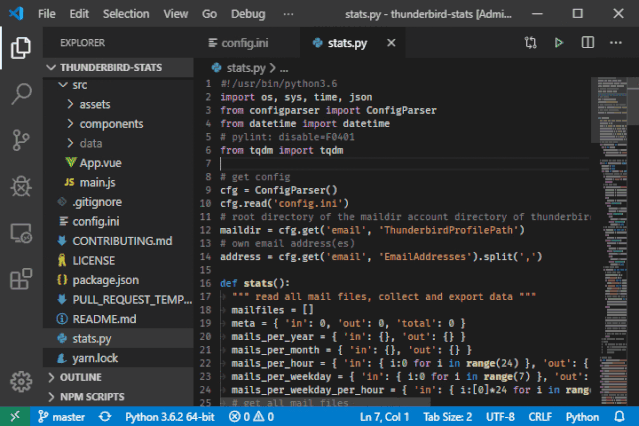 File Edit Selection View Go Debug ... stats.py - thunderbird-stats [Admi...
EXPLORER
THUNDERBIRD-STATS
src
assets
components
data
App.vue
JS main.js
.gitignore
config.ini
CONTRIBUTING.md
LICENSE
{} package.json
PULL_REQUEST_TEMP...
README.md
stats.py
yarn.lock
OUTLINE
NPM SCRIPTS
config.ini stats.py
stats.py > ...
1 #!/usr/bin/python3.6
2 import os, sys, time, json
3 from configparser import ConfigParser
4 from datetime import datetime
5 # pylint: disable=F0401
6 from tqdm import tqdm
7
8 # get config
9 cfg = ConfigParser()
10 cfg.read('config.ini')
11 # root directory of the maildir account directory of thunderbir
12 maildir = cfg.get('email', 'ThunderbirdProfilePath')
13 # own email address(es)
14 address = cfg.get('email', 'EmailAddresses').split(',')
15
16 def stats():
17 """ read all mail files, collect and export data """
18 mailfiles = []
19 meta = { 'in': 0, 'out': 0, 'total': 0 }
20 mails_per_year = { 'in': {}, 'out': {} }
21 mails_per_month = { 'in': {}, 'out': {} }
22 mails_per_hour = { 'in': { i:0 for i in range(24) }, 'out': {
23 mails_per_weekday = { 'in': { i:0 for i in range(7) }, 'out':
24 mails_per_weekday_per_hour = { 'in': { i:[0]*24 for i in rang
25 # get all mail files
master Python 3.6.2 64-bit 0 0 Ln 7, Col 1 Tab Size: 2 UTF-8 CRLF Python